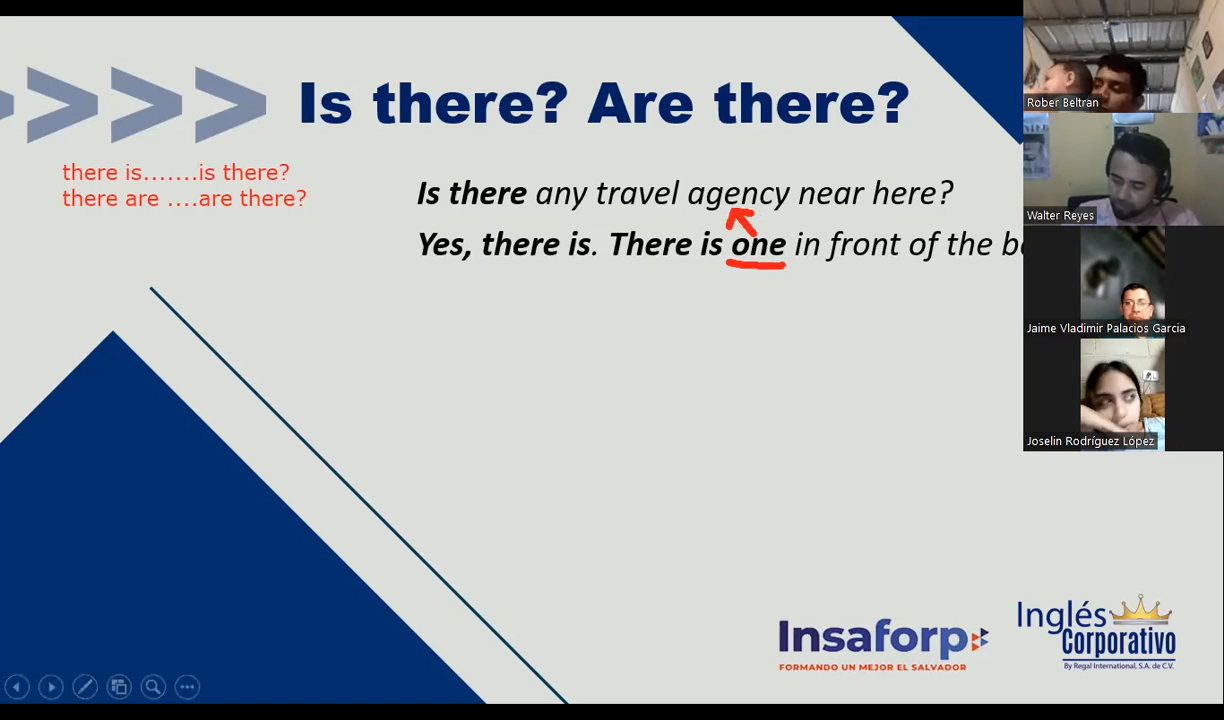 Is there? Are there?
there is.......is there?
there are ....are there?
Is there any travel agency near here?
Yes, there is. There is one in front of the
Rober Beltran
Walter Reyes
Jaime Vladimir Palacios Garcia
Joselin Rodríguez López
Insaforp
FORMANDO UN MEJOR EL SALVADOR
Inglés
Corporativo
By Regal International, S.A. de C.V.